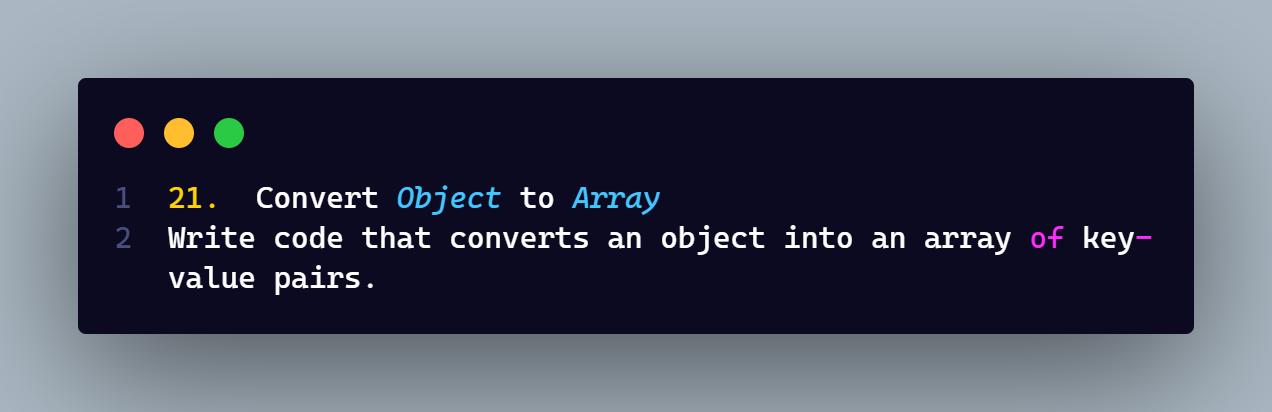 1 21.  Convert Object to Array
2 Write code that converts an object into an array of key-
value pairs.